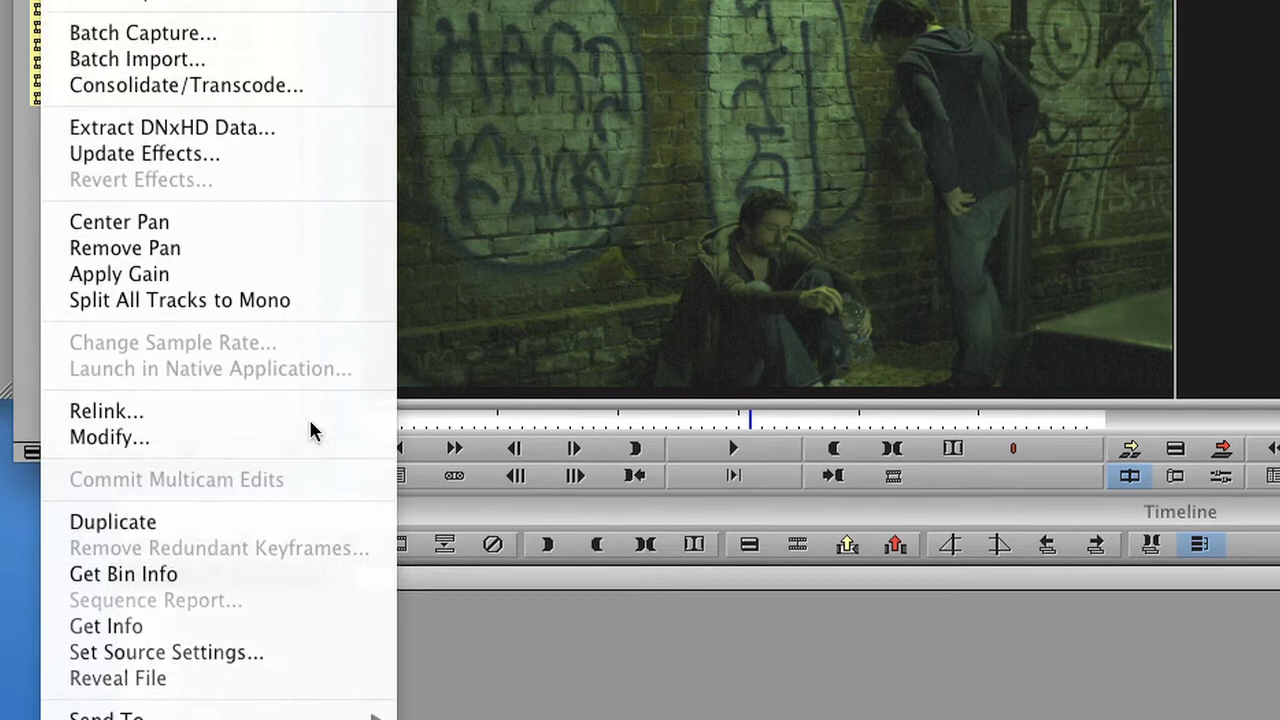 Batch Capture...
Batch Import...
Consolidate/Transcode...
Extract DNxHD Data...
Update Effects...
Revert Effects...
Center Pan
Remove Pan
Apply Gain
Split All Tracks to Mono
Change Sample Rate...
Launch in Native Application...
Relink...
Modify...
Commit Multicam Edits
Duplicate
Remove Redundant Keyframes...
Get Bin Info
Sequence Report...
Get Info
Set Source Settings...
Reveal File
Send To
Timeline